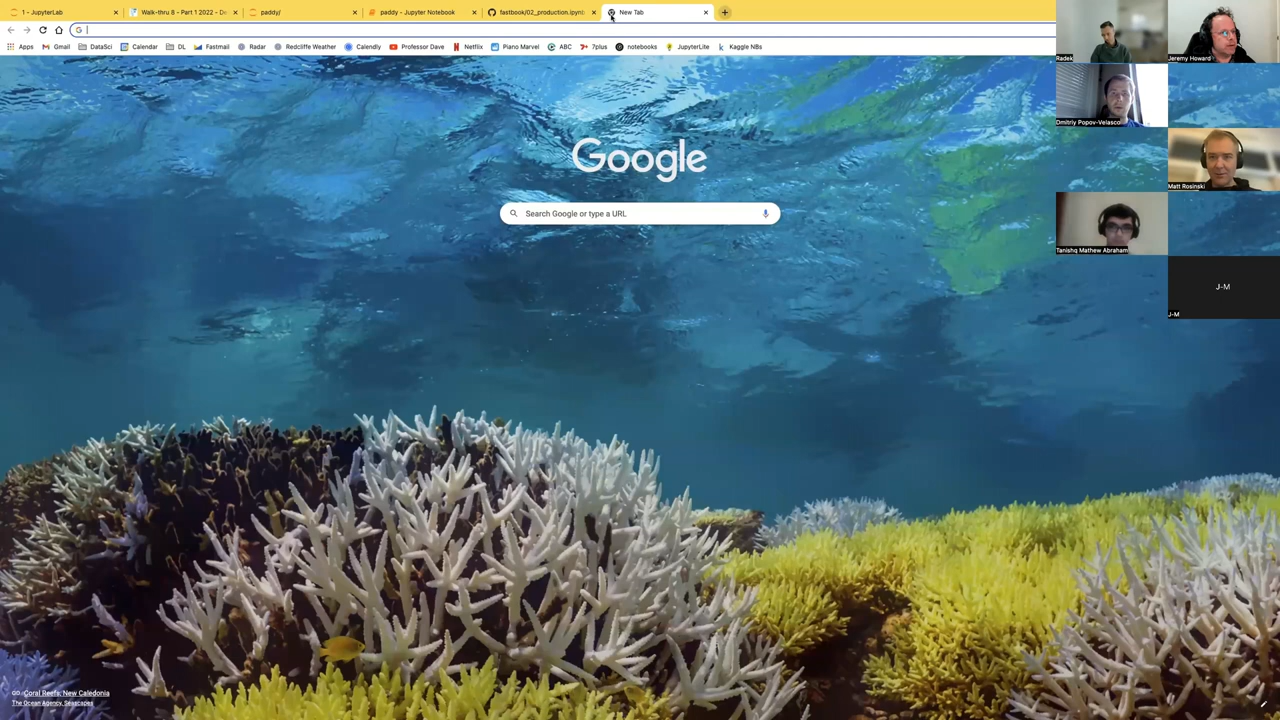 1 - JupyterLab
Walk-thru 8 - Part 1 2022 - De
paddy/
paddy - Jupyter Notebook
fastbook/02_production.ipynb
New Tab
Apps
Gmail
DataSci
Calendar
DL
Fastmail
Radar
Redcliffe Weather
Calendly
Professor Dave
Netflix
Piano Marvel
ABC
7plus
notebooks
JupyterLite
Kaggle NBs
Radek
Jeremy Howard
Dmitriy Popov-Velasco
Google
Matt Rosinski
Search Google or type a URL
Tanishq Mathew Abraham
J-M
J-M
Coral Reefs, New Caledonia
The Ocean Agency, Seascapes